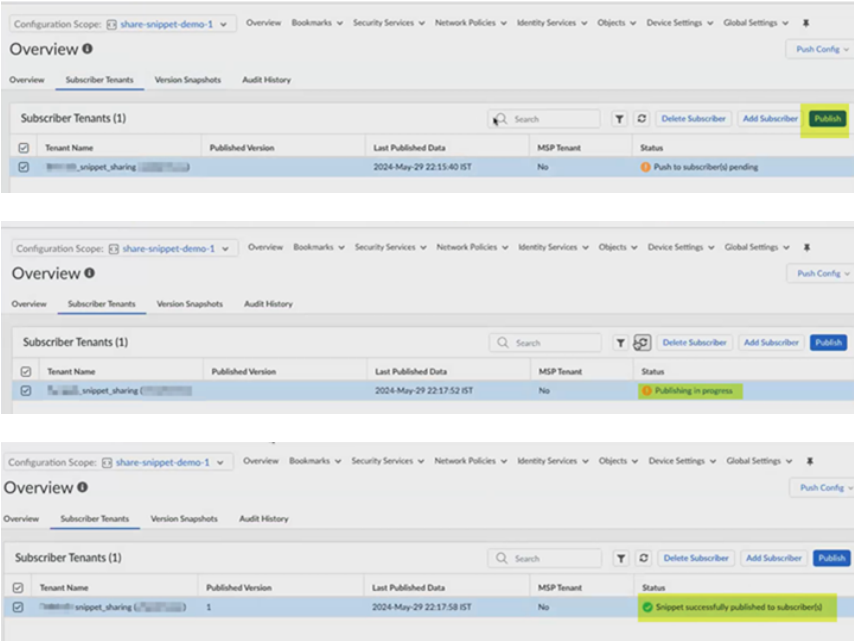 Configuration Scope: share-snippet-demo-1 Overview Bookmarks Security Services Network Policies Identity Services Objects Device Settings Global Settings
Overview
Push Config
Overview Subscriber Tenants Version Snapshots Audit History
Subscriber Tenants (1) Search Delete Subscriber Add Subscriber Publish
Tenant Name Published Version Last Published Data MSP Tenant Status
_snippet_sharing 2024-May-29 22:15:40 IST No Push to subscriber(s) pending
Configuration Scope: share-snippet-demo-1 Overview Bookmarks Security Services Network Policies Identity Services Objects Device Settings Global Settings
Overview
Push Config
Overview Subscriber Tenants Version Snapshots Audit History
Subscriber Tenants (1) Search Delete Subscriber Add Subscriber Publish
Tenant Name Published Version Last Published Data MSP Tenant Status
_snippet_sharing ( 2024-May-29 22:17:52 IST No Publishing in progress
Configuration Scope: share-snippet-demo-1 Overview Bookmarks Security Services Network Policies Identity Services Objects Device Settings Global Settings
Overview
Push Config
Overview Subscriber Tenants Version Snapshots Audit History
Subscriber Tenants (1) Search Delete Subscriber Add Subscriber Publish
Tenant Name Published Version Last Published Data MSP Tenant Status
snippet_sharing ( ) 1 2024-May-29 22:17:58 IST No Snippet successfully published to subscriber(s)